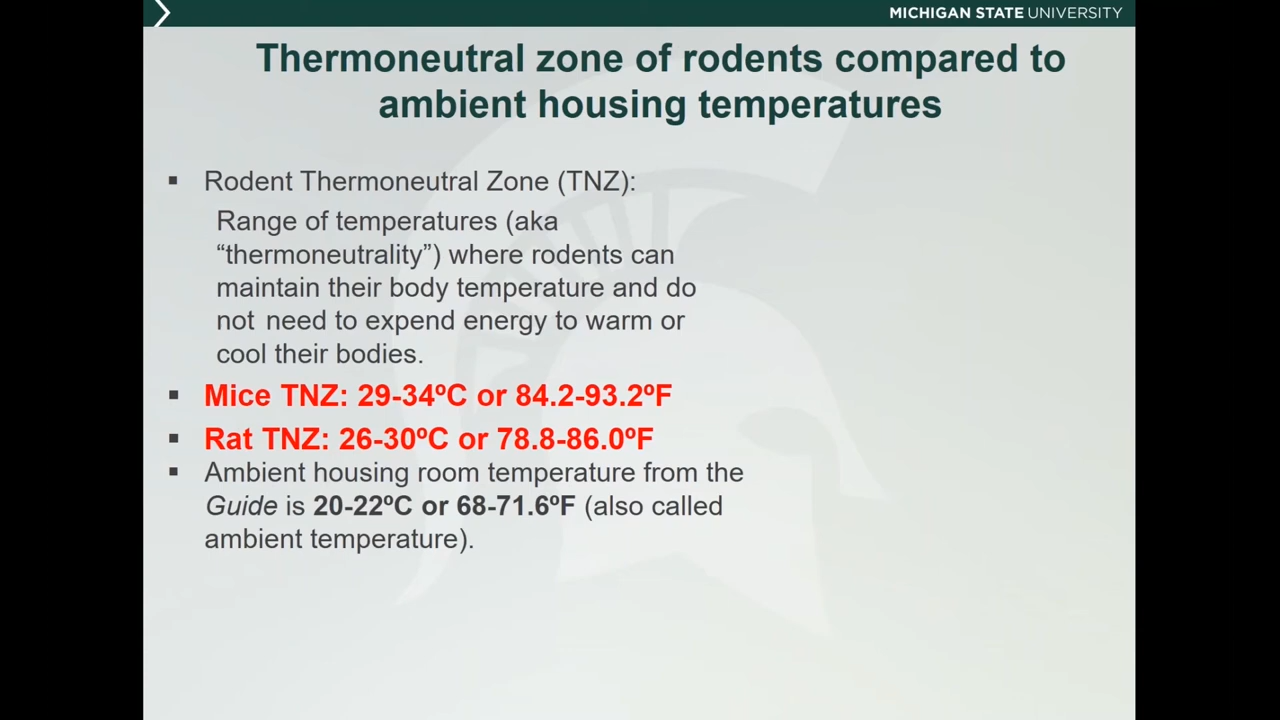 MICHIGAN STATE UNIVERSITY
Thermoneutral zone of rodents compared to
ambient housing temperatures
▪ Rodent Thermoneutral Zone (TNZ):
Range of temperatures (aka
“thermoneutrality”) where rodents can
maintain their body temperature and do
not need to expend energy to warm or
cool their bodies.
▪ Mice TNZ: 29-34ºC or 84.2-93.2ºF
▪ Rat TNZ: 26-30ºC or 78.8-86.0ºF
▪ Ambient housing room temperature from the
Guide is 20-22ºC or 68-71.6ºF (also called
ambient temperature).